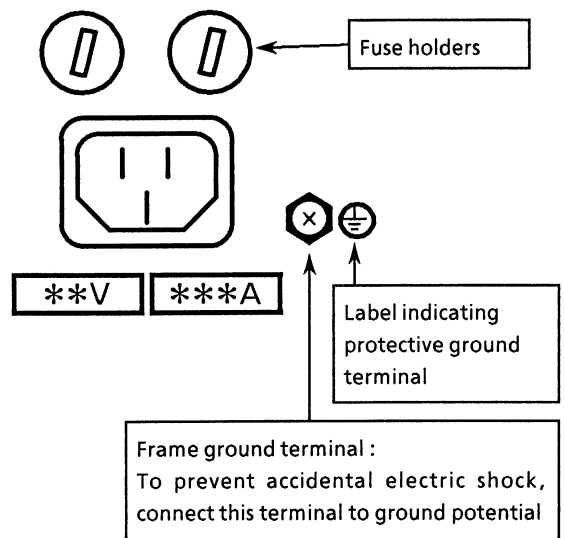 Fuse holders
**V
***A
Label indicating
protective ground
terminal
Frame ground terminal :
To prevent accidental electric shock,
connect this terminal to ground potential